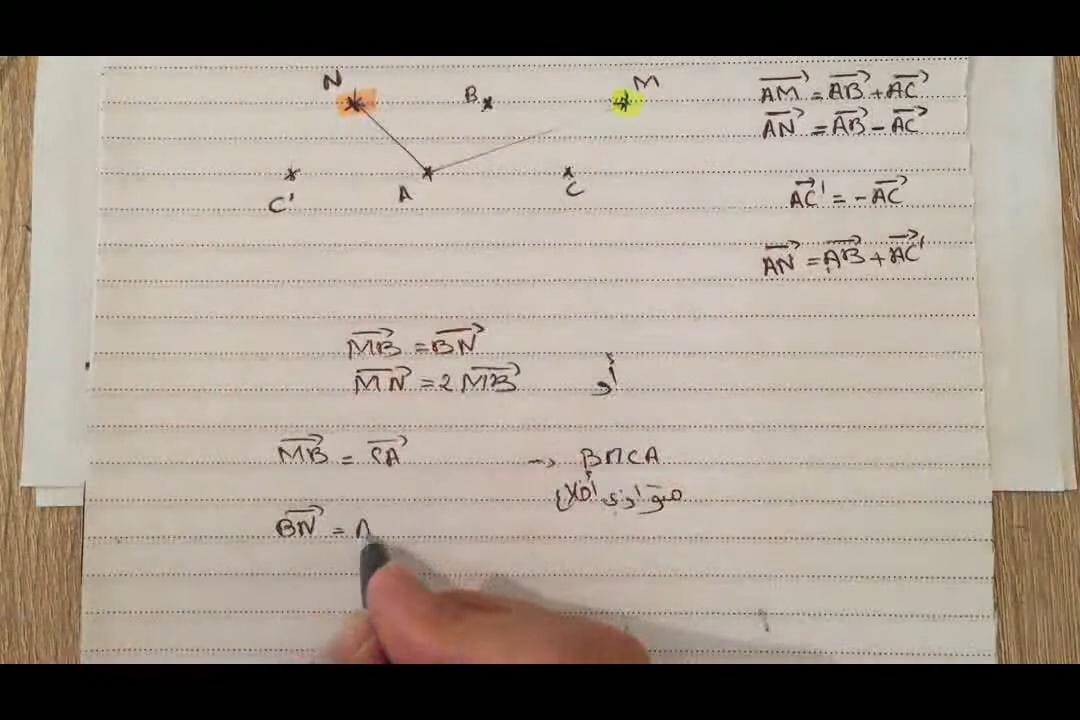 N B M
C' A C
AM = AB + AC
AN = AB - AC
AC' = -AC
AN = AB + AC'
MB = BN
MN = 2MB أو
MB = CA → BMCA
متوازي أضلاع
BN = A